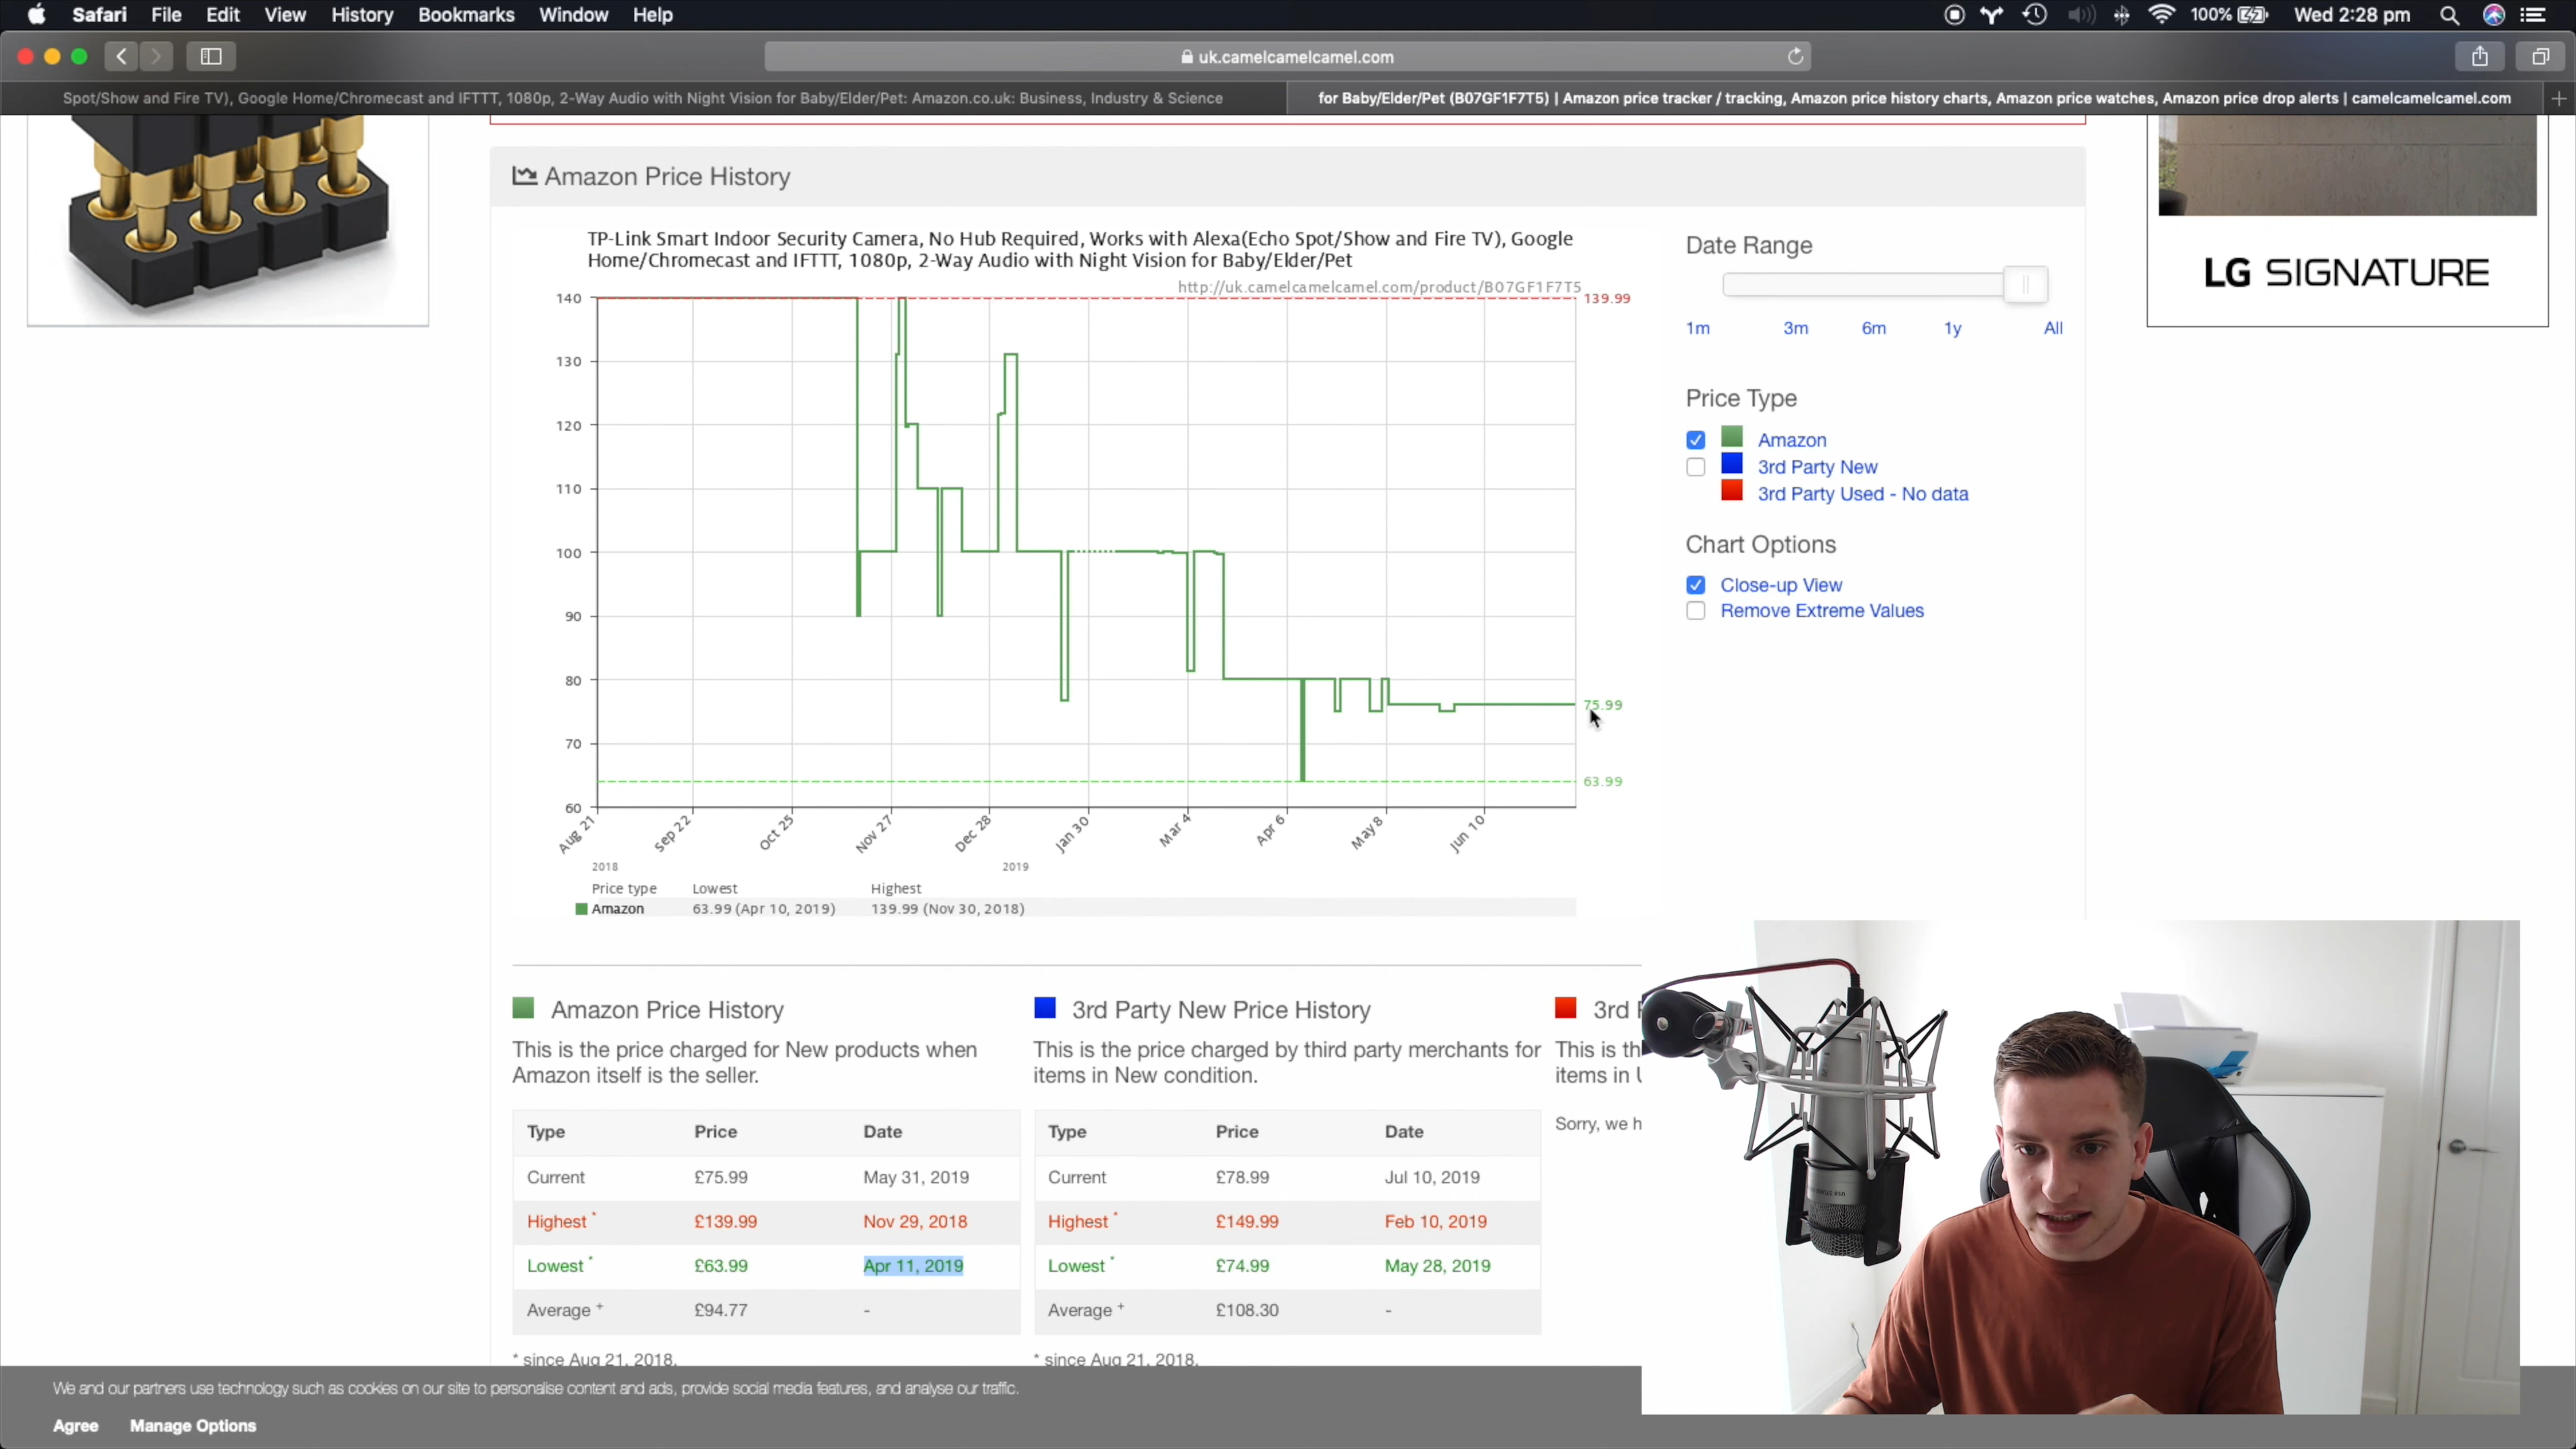 Safari File Edit View History Bookmarks Window Help 100% Wed 2:28 pm
uk.camelcamelcamel.com
Spot/Show and Fire TV), Google Home/Chromecast and IFTTT, 1080p, 2-Way Audio with Night Vision for Baby/Elder/Pet: Amazon.co.uk: Business, Industry & Science
for Baby/Elder/Pet (B07GF1F7T5) | Amazon price tracker / tracking, Amazon price history charts, Amazon price watches, Amazon price drop alerts | camelcamelcamel.com
Amazon Price History
TP-Link Smart Indoor Security Camera, No Hub Required, Works with Alexa(Echo Spot/Show and Fire TV), Google
Home/Chromecast and IFTTT, 1080p, 2-Way Audio with Night Vision for Baby/Elder/Pet
http://uk.camelcamelcamel.com/product/B07GF1F7T5
140
130
120
110
100
90
80
70
60
139.99
75.99
63.99
Aug 21 Sep 22 Oct 25 Nov 27 Dec 28 Jan 30 Mar 4 Apr 6 May 8 Jun 10
2018 2019
Price type Lowest Highest
Amazon 63.99 (Apr 10, 2019) 139.99 (Nov 30, 2018)
Date Range
1m 3m 6m 1y All
Price Type
Amazon
3rd Party New
3rd Party Used - No data
Chart Options
Close-up View
Remove Extreme Values
LG SIGNATURE
Amazon Price History
This is the price charged for New products when
Amazon itself is the seller.
Type Price Date
Current £75.99 May 31, 2019
Highest * £139.99 Nov 29, 2018
Lowest * £63.99 Apr 11, 2019
Average + £94.77 -
* since Aug 21, 2018.
3rd Party New Price History
This is the price charged by third party merchants for
items in New condition.
Type Price Date
Current £78.99 Jul 10, 2019
Highest * £149.99 Feb 10, 2019
Lowest * £74.99 May 28, 2019
Average + £108.30 -
* since Aug 21, 2018.
3rd
This is th
items in
Sorry, we h
We and our partners use technology such as cookies on our site to personalise content and ads, provide social media features, and analyse our traffic.
Agree Manage Options